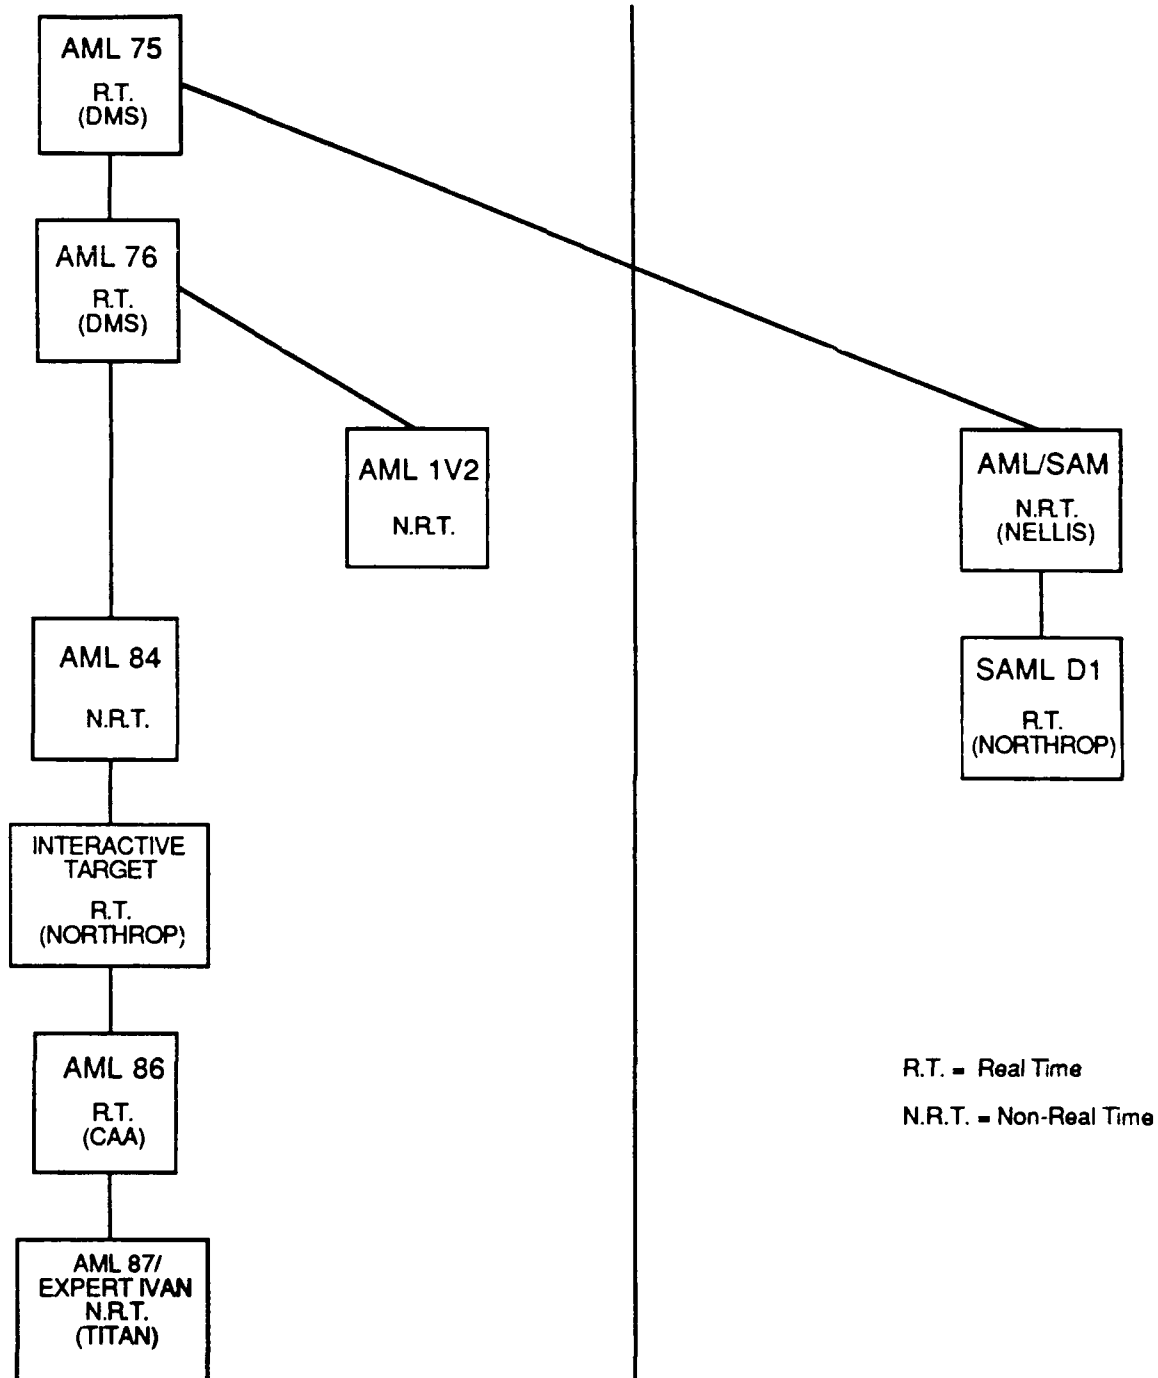 AML 75
R.T.
(DMS)
AML 76
R.T.
(DMS)
AML 1V2
N.R.T.
AML/SAM
N.R.T.
(NELLIS)
AML 84
N.R.T.
SAML D1
R.T.
(NORTHROP)
INTERACTIVE
TARGET
R.T.
(NORTHROP)
AML 86
R.T.
(CAA)
R.T. = Real Time
N.R.T. = Non-Real Time
AML 87/
EXPERT IVAN
N.R.T.
(TITAN)